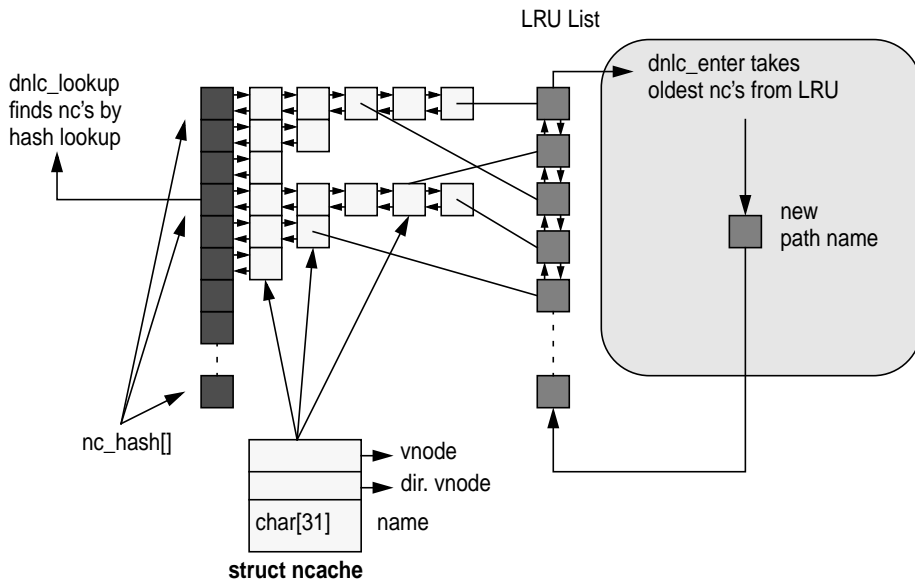 LRU List
dnlc_lookup
finds nc's by
hash lookup
dnlc_enter takes
oldest nc's from LRU
new
path name
nc_hash[]
vnode
dir. vnode
char[31]
name
struct ncache